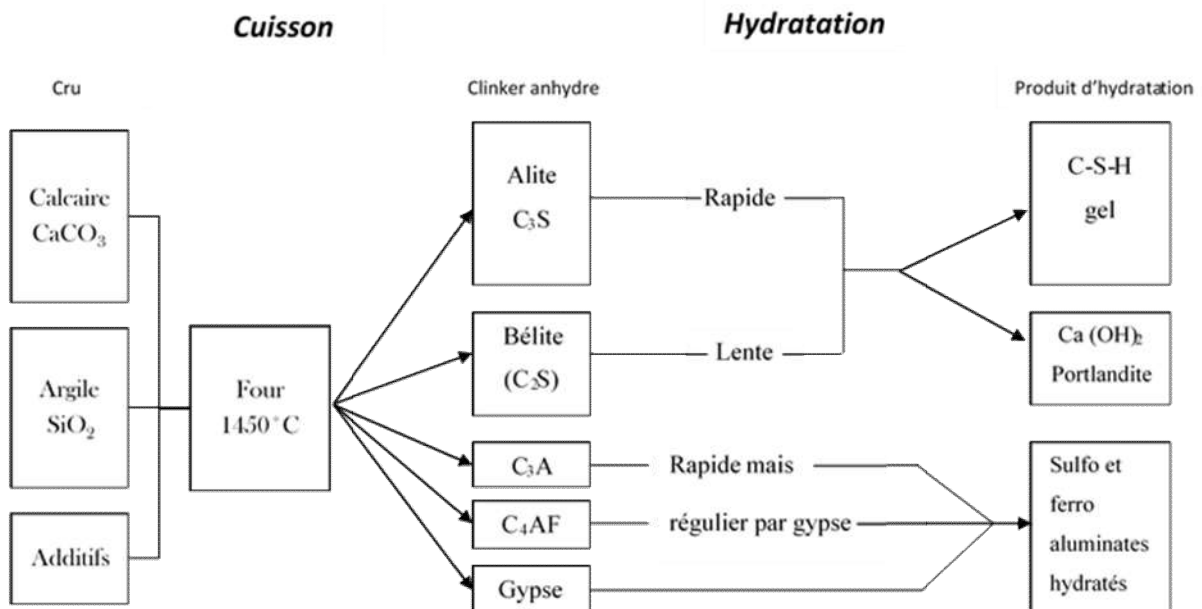 Cuisson
Hydratation
Cru
Clinker anhydre
Produit d'hydratation
Calcaire
CaCO₃
Argile
SiO₂
Additifs
Four
1450°C
Alite
C₃S
Bélite
(C₂S)
C₃A
C₄AF
Gypse
Rapide
Lente
Rapide mais
régulier par gypse
C-S-H
gel
Ca (OH)₂
Portlandite
Sulfo et
ferro
aluminates
hydratés